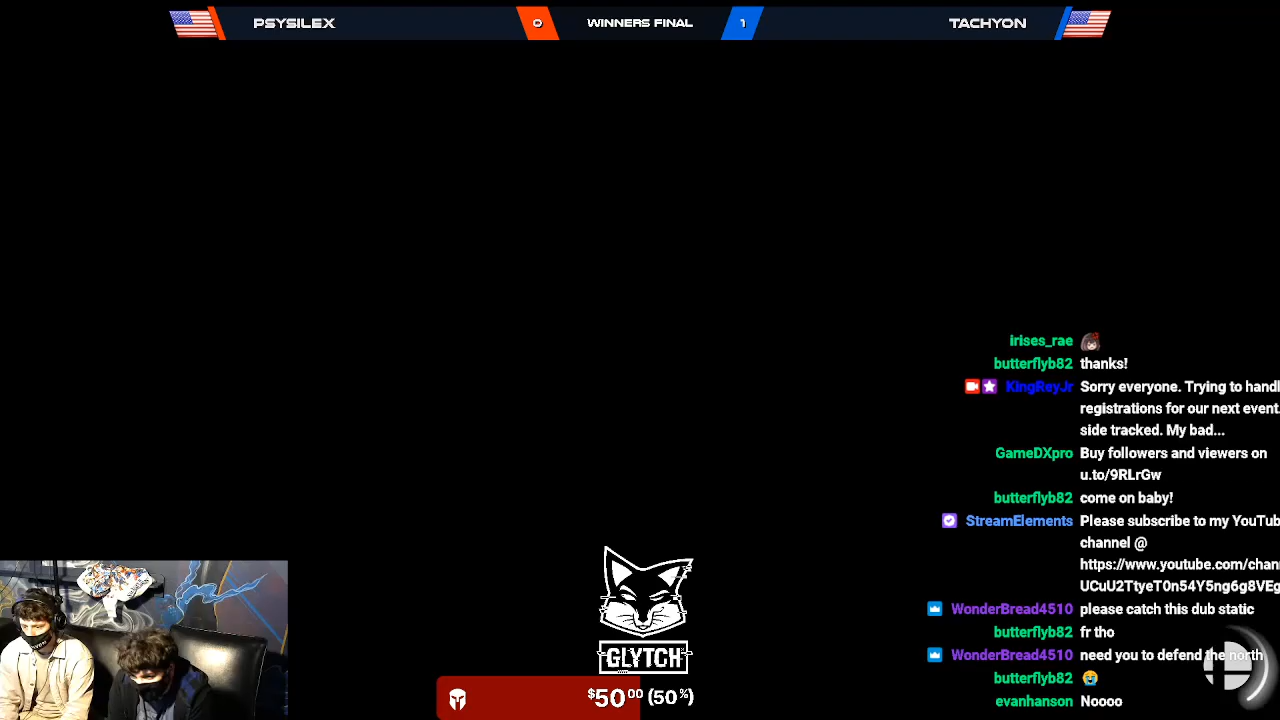 PSYSILEX 0 WINNERS FINAL 1 TACHYON
irises_rae
butterflyb82 thanks!
KingReyJr Sorry everyone. Trying to handl
registrations for our next event.
side tracked. My bad...
GameDXpro Buy followers and viewers on
u.to/9RLrGw
butterflyb82 come on baby!
StreamElements Please subscribe to my YouTub
channel @
https://www.youtube.com/chan
UCuU2TtyeT0n54Y5ng6g8VEg
WonderBread4510 please catch this dub static
butterflyb82 fr tho
WonderBread4510 need you to defend the north
butterflyb82 😭
evanhanson Noooo
GLYTCH
$50.00 (50%)